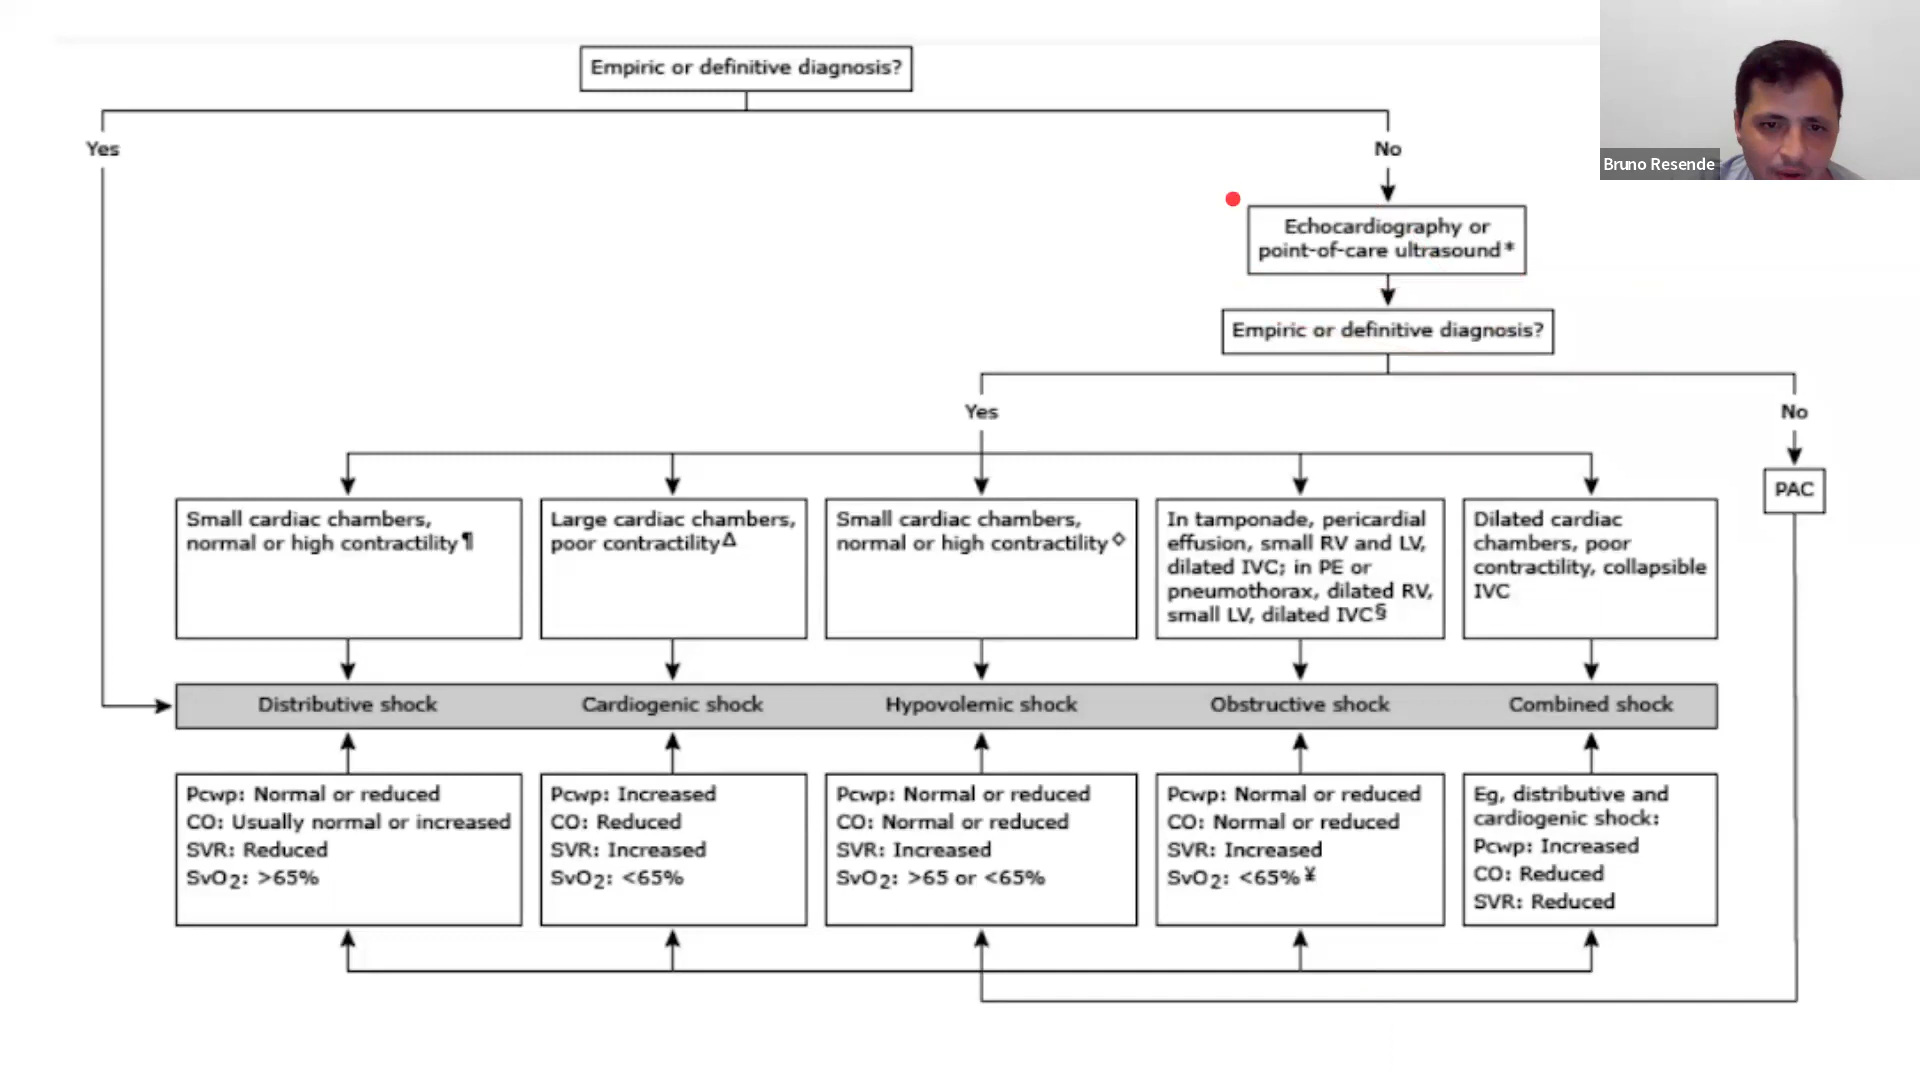 Empiric or definitive diagnosis?
Yes
No
Bruno Resende
Echocardiography or
point-of-care ultrasound*
Empiric or definitive diagnosis?
Yes
No
PAC
Small cardiac chambers,
normal or high contractility¶
Large cardiac chambers,
poor contractilityΔ
Small cardiac chambers,
normal or high contractility◊
In tamponade, pericardial
effusion, small RV and LV,
dilated IVC; in PE or
pneumothorax, dilated RV,
small LV, dilated IVC§
Dilated cardiac
chambers, poor
contractility, collapsible
IVC
Distributive shock
Cardiogenic shock
Hypovolemic shock
Obstructive shock
Combined shock
Pcwp: Normal or reduced
CO: Usually normal or increased
SVR: Reduced
SvO2: >65%
Pcwp: Increased
CO: Reduced
SVR: Increased
SvO2: <65%
Pcwp: Normal or reduced
CO: Normal or reduced
SVR: Increased
SvO2: >65 or <65%
Pcwp: Normal or reduced
CO: Normal or reduced
SVR: Increased
SvO2: <65%¥
Eg, distributive and
cardiogenic shock:
Pcwp: Increased
CO: Reduced
SVR: Reduced